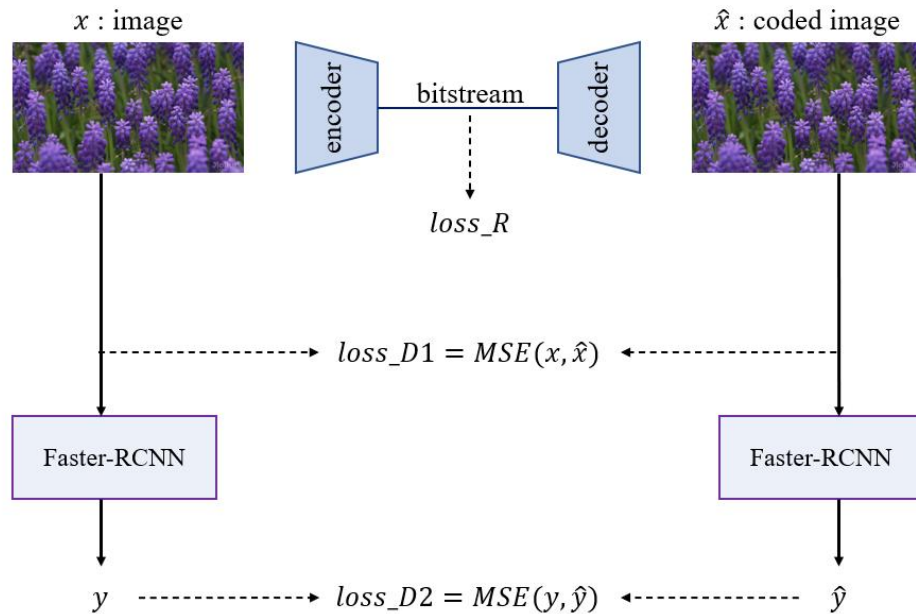 x : image
x̂ : coded image
encoder
bitstream
decoder
loss_R
loss_D1 = MSE(x, x̂)
Faster-RCNN
Faster-RCNN
y
loss_D2 = MSE(y, ŷ)
ŷ